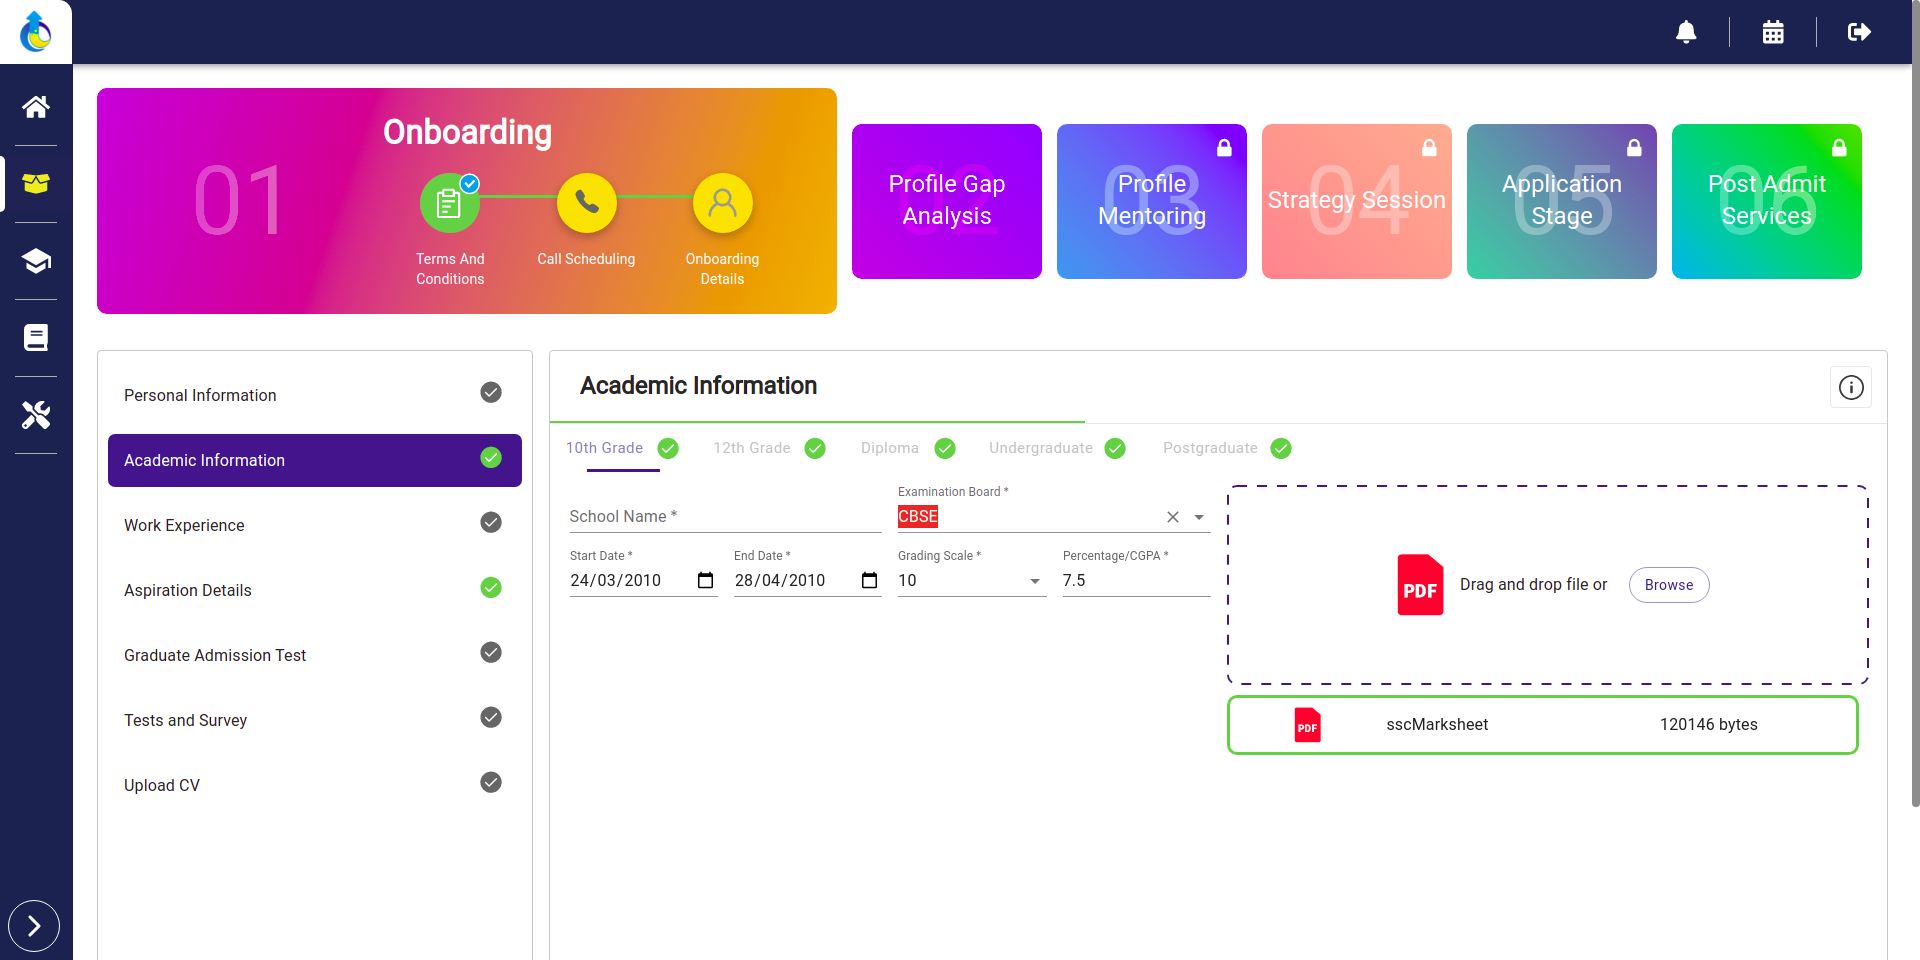 01
Onboarding
Terms And
Conditions
Call Scheduling
Onboarding
Details
02
Profile Gap
Analysis
03
Profile
Mentoring
04
Strategy Session
05
Application
Stage
06
Post Admit
Services
Personal Information
Academic Information
Work Experience
Aspiration Details
Graduate Admission Test
Tests and Survey
Upload CV
Academic Information
10th Grade
12th Grade
Diploma
Undergraduate
Postgraduate
School Name *
Examination Board *
CBSE
Start Date *
24/03/2010
End Date *
28/04/2010
Grading Scale *
10
Percentage/CGPA *
7.5
PDF
Drag and drop file or
Browse
PDF
sscMarksheet
120146 bytes